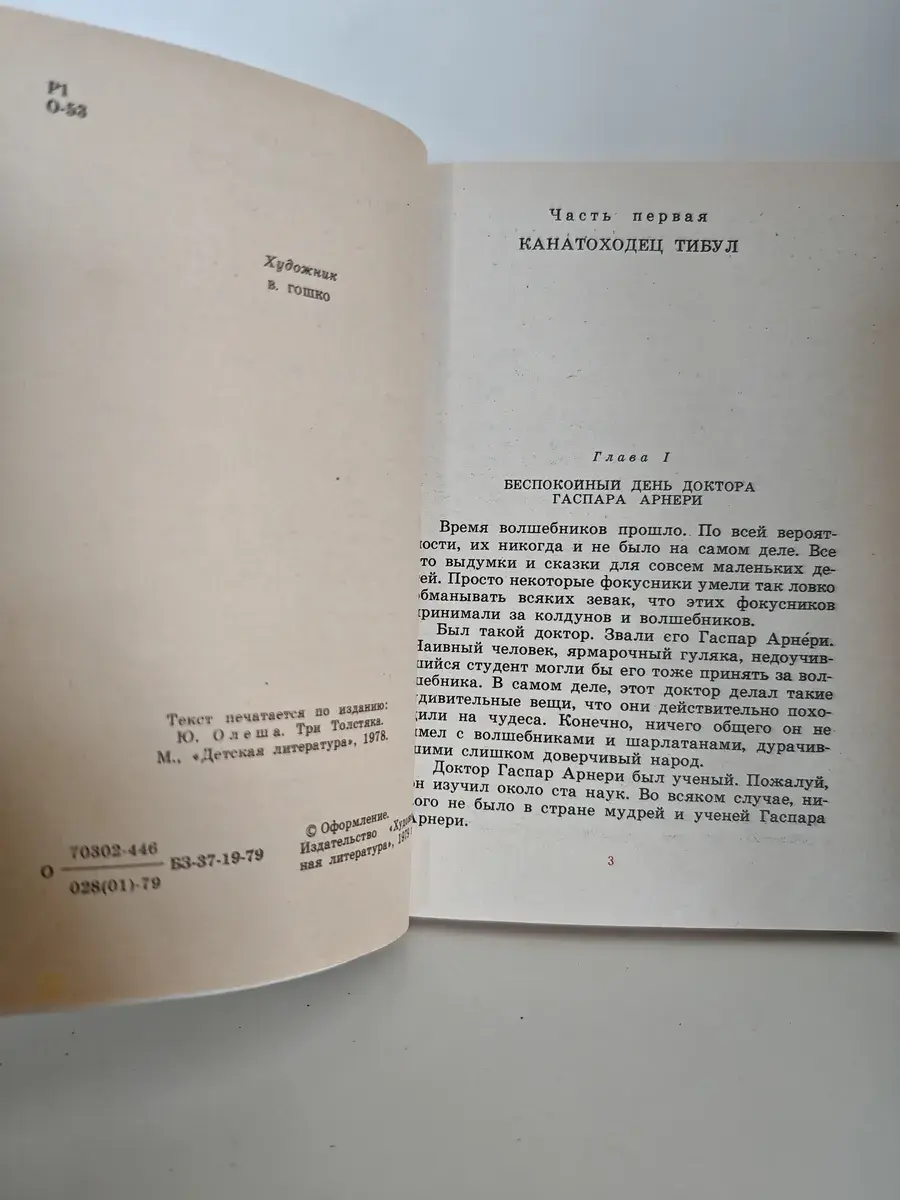 Р1
О-53
Художник
В. ГОШКО
Текст печатается по изданию:
Ю. Олеша. Три Толстяка.
М., «Детская литература», 1978.
© Оформление.
Издательство «Худо
ная литература», 1979
О 70302-446 БЗ-37-19-79
028(01)-79
Часть первая
КАНАТОХОДЕЦ ТИБУЛ
Глава I
БЕСПОКОЙНЫЙ ДЕНЬ ДОКТОРА
ГАСПАРА АРНЕРИ
Время волшебников прошло. По всей вероят-
ности, их никогда и не было на самом деле. Все
то выдумки и сказки для совсем маленьких де-
тей. Просто некоторые фокусники умели так ловко
обманывать всяких зевак, что этих фокусников
принимали за колдунов и волшебников.
Был такой доктор. Звали его Гаспар Арне́ри.
Наивный человек, ярмарочный гуляка, недоучив-
шийся студент могли бы его тоже принять за вол-
шебника. В самом деле, этот доктор делал такие
удивительные вещи, что они действительно похо-
дили на чудеса. Конечно, ничего общего он не
имел с волшебниками и шарлатанами, дурачив-
шими слишком доверчивый народ.
Доктор Гаспар Арнери был ученый. Пожалуй,
он изучил около ста наук. Во всяком случае, ни-
кого не было в стране мудрей и ученей Гаспара
Арнери.
3